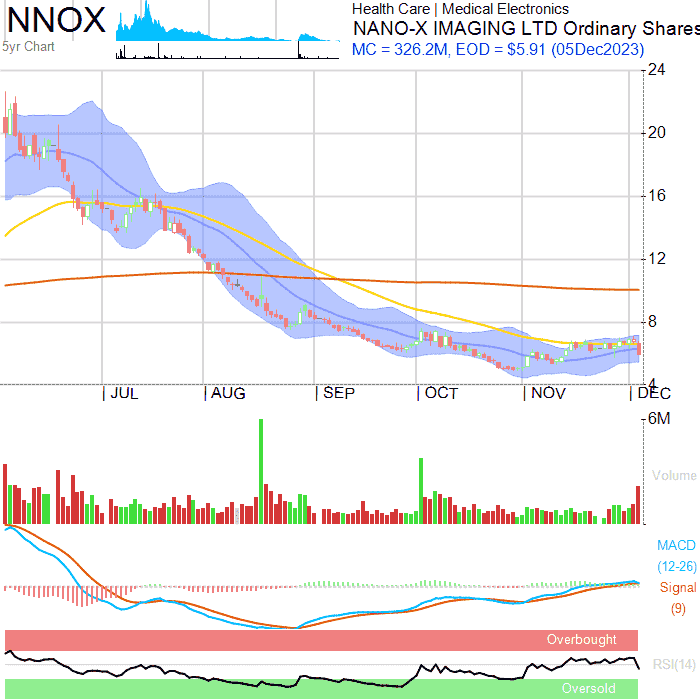 NNOX
5yr Chart
Health Care | Medical Electronics
NANO-X IMAGING LTD Ordinary Shares
MC = 326.2M, EOD = $5.91 (05Dec2023)
24
20
16
12
8
4
JUL AUG SEP OCT NOV DEC
6M
Volume
MACD
(12-26)
Signal
(9)
Overbought
RSI(14)
Oversold